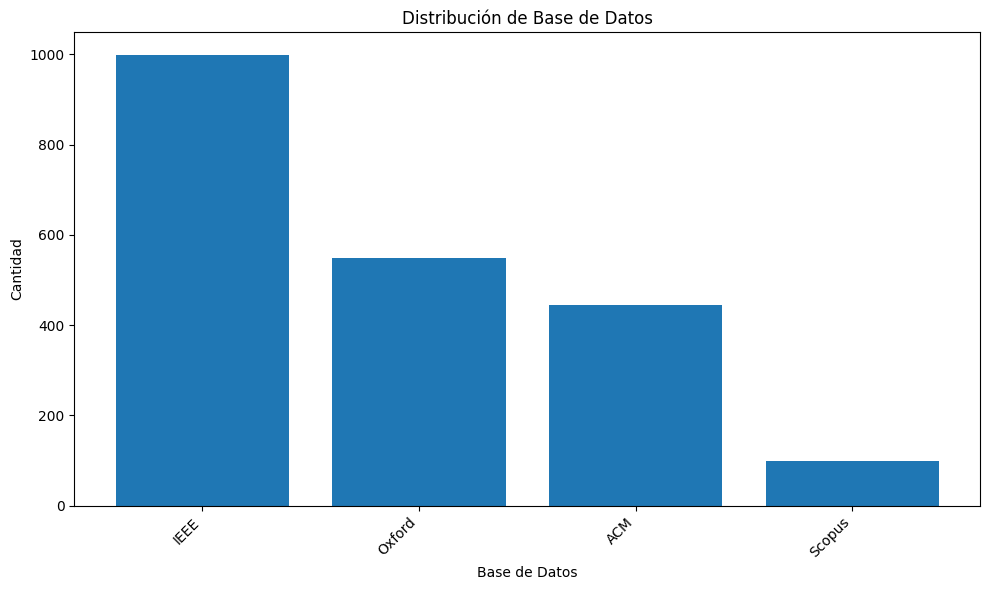 Distribución de Base de Datos
Cantidad
1000
800
600
400
200
0
IEEE
Oxford
ACM
Scopus
Base de Datos